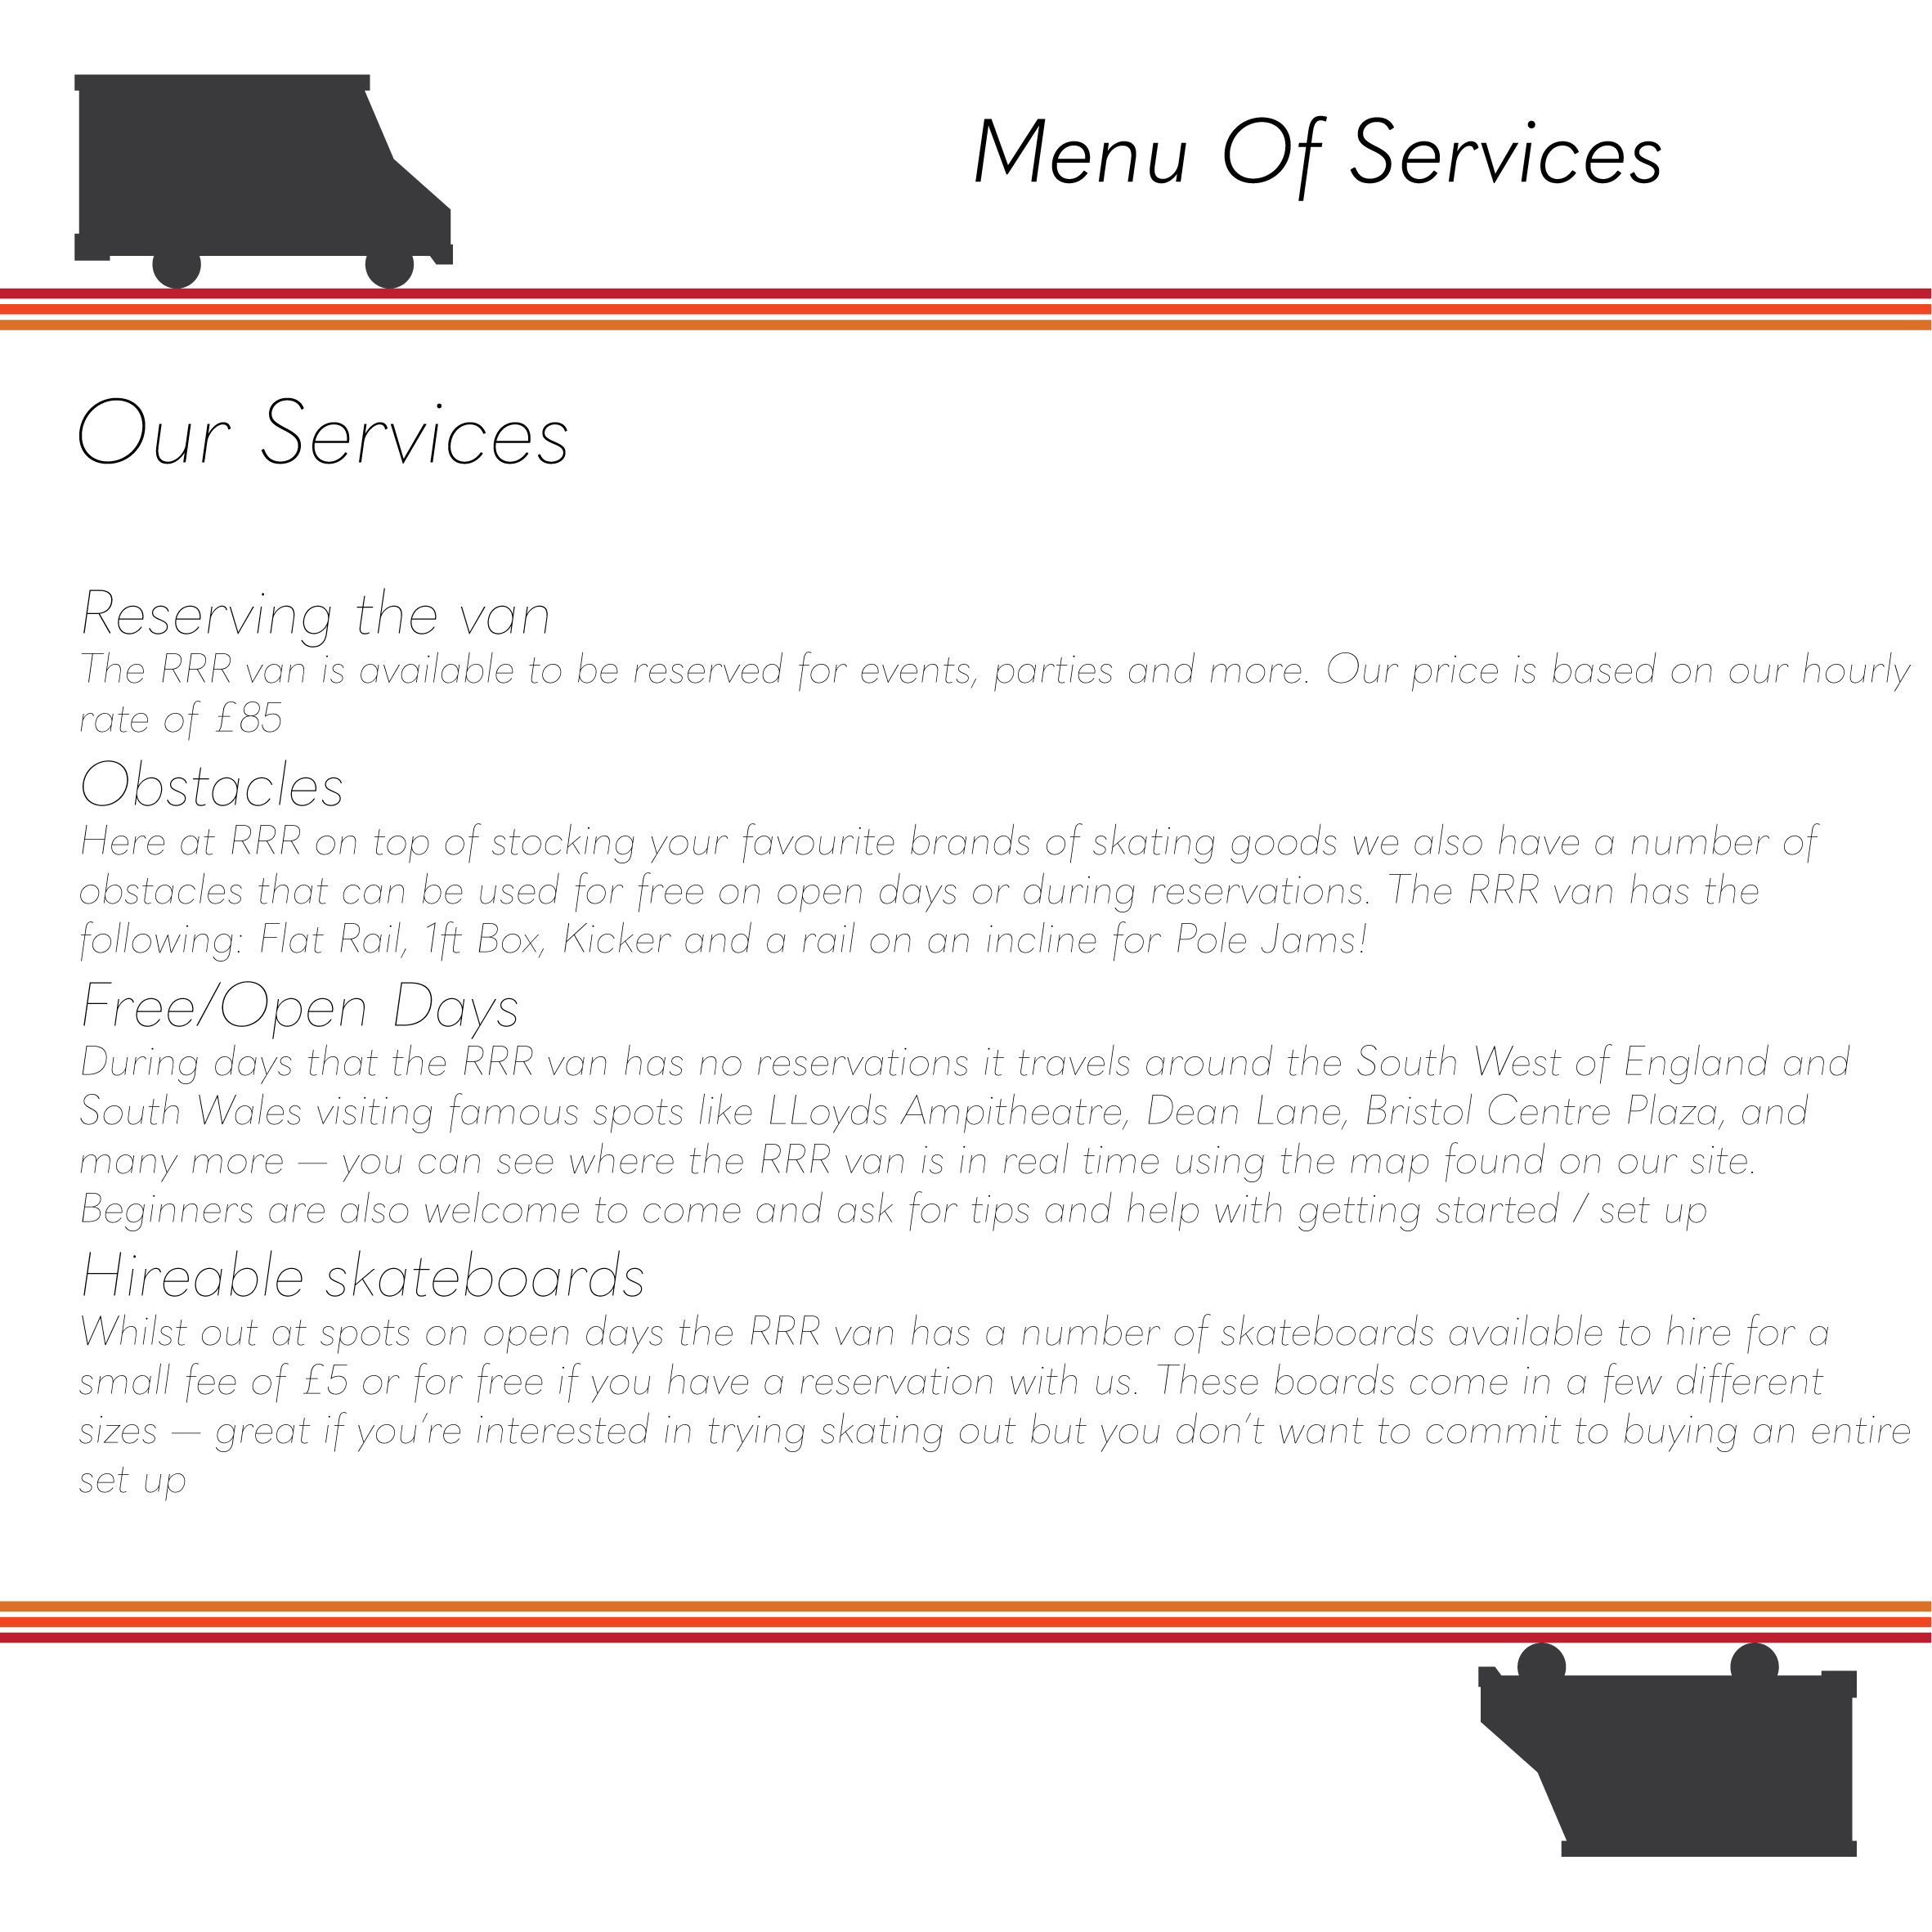 Menu Of Services
Our Services
Reserving the van
The RRR van is available to be reserved for events, parties and more. Our price is based on our hourly
rate of £85
Obstacles
Here at RRR on top of stocking your favourite brands of skating goods we also have a number of
obstacles that can be used for free on open days or during reservations. The RRR van has the
following: Flat Rail, 1ft Box, Kicker and a rail on an incline for Pole Jams!
Free/Open Days
During days that the RRR van has no reservations it travels around the South West of England and
South Wales visiting famous spots like LLoyds Ampitheatre, Dean Lane, Bristol Centre Plaza, and
many more — you can see where the RRR van is in real time using the map found on our site.
Beginners are also welcome to come and ask for tips and help with getting started / set up
Hireable skateboards
Whilst out at spots on open days the RRR van has a number of skateboards available to hire for a
small fee of £5 or for free if you have a reservation with us. These boards come in a few different
sizes — great if you're interested in trying skating out but you don't want to commit to buying an entire
set up